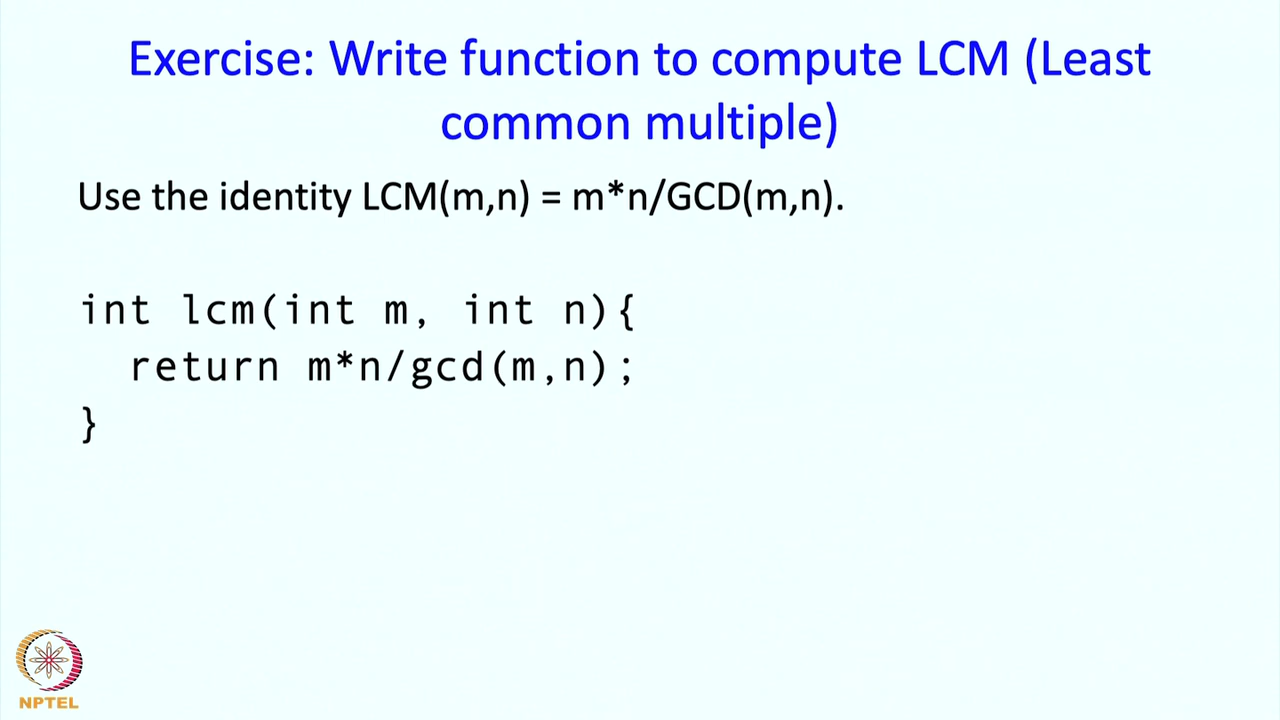 Exercise: Write function to compute LCM (Least
common multiple)
Use the identity LCM(m,n) = m*n/GCD(m,n).
int lcm(int m, int n){
  return m*n/gcd(m,n);
}
NPTEL